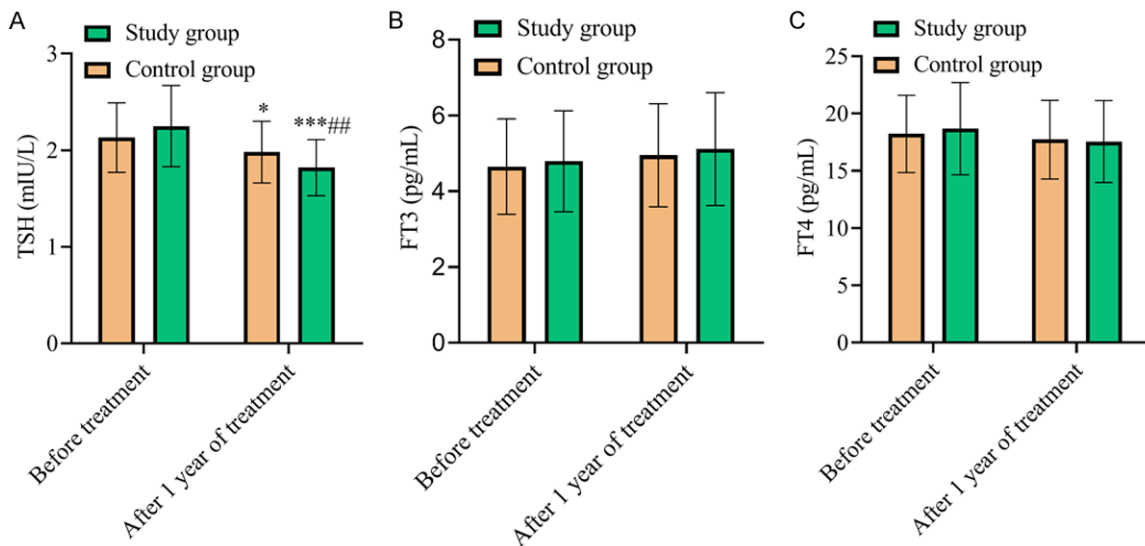 A
Study group
Control group
TSH (mIU/L)
3
2
1
0
*
***##
Before treatment
After 1 year of treatment
B
Study group
Control group
FT3 (pg/mL)
8
6
4
2
0
Before treatment
After 1 year of treatment
C
Study group
Control group
FT4 (pg/mL)
25
20
15
10
5
0
Before treatment
After 1 year of treatment